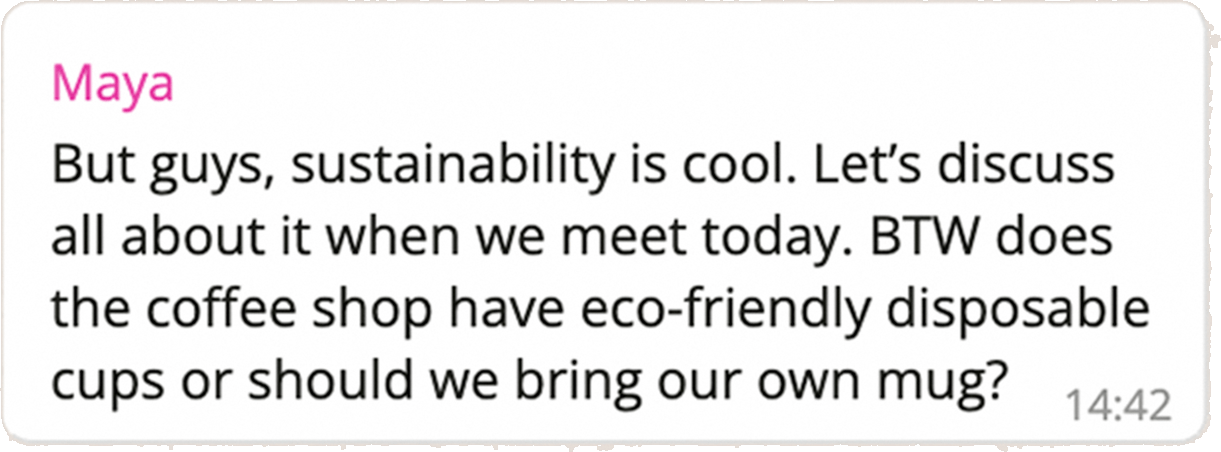 Maya
But guys, sustainability is cool. Let’s discuss
all about it when we meet today. BTW does
the coffee shop have eco-friendly disposable
cups or should we bring our own mug?
14:42